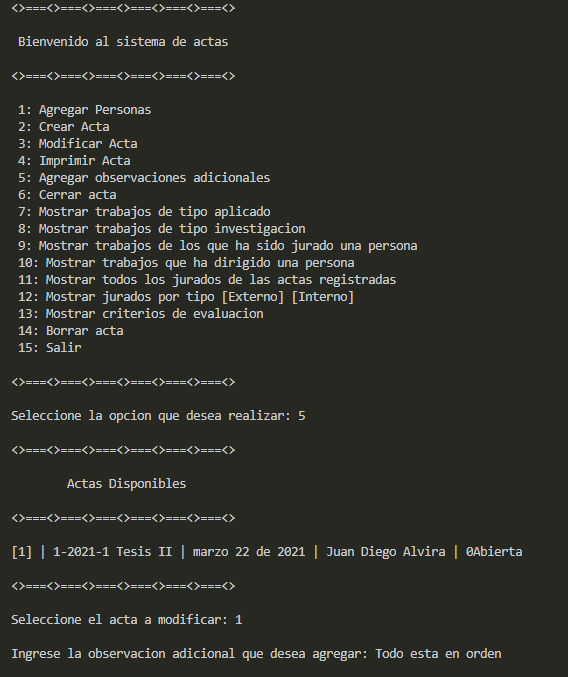 <>===<>===<>===<>===<>===<>===<>
Bienvenido al sistema de actas
<>===<>===<>===<>===<>===<>===<>
1: Agregar Personas
2: Crear Acta
3: Modificar Acta
4: Imprimir Acta
5: Agregar observaciones adicionales
6: Cerrar acta
7: Mostrar trabajos de tipo aplicado
8: Mostrar trabajos de tipo investigacion
9: Mostrar trabajos de los que ha sido jurado una persona
10: Mostrar trabajos que ha dirigido una persona
11: Mostrar todos los jurados de las actas registradas
12: Mostrar jurados por tipo [Externo] [Interno]
13: Mostrar criterios de evaluacion
14: Borrar acta
15: Salir
<>===<>===<>===<>===<>===<>===<>
Seleccione la opcion que desea realizar: 5
<>===<>===<>===<>===<>===<>===<>
Actas Disponibles
<>===<>===<>===<>===<>===<>===<>
[1] | 1-2021-1 Tesis II | marzo 22 de 2021 | Juan Diego Alvira | 0Abierta
<>===<>===<>===<>===<>===<>===<>
Seleccione el acta a modificar: 1
Ingrese la observacion adicional que desea agregar: Todo esta en orden